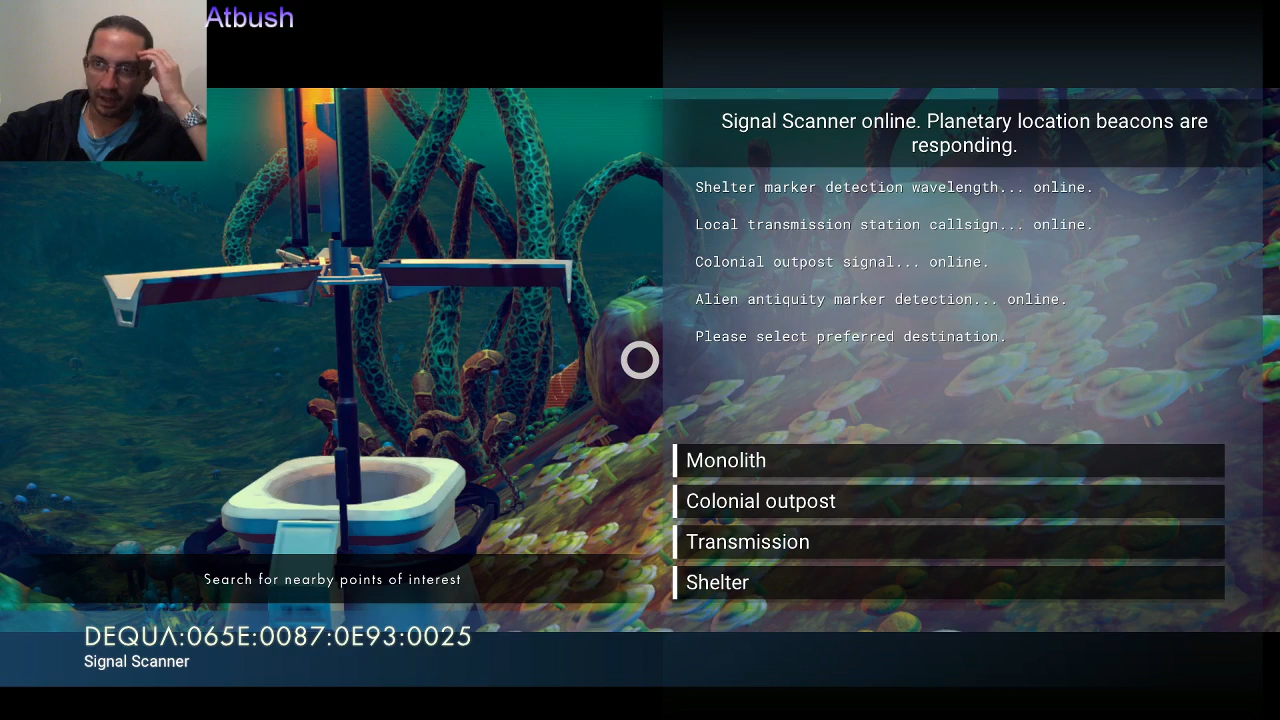 Atbush
Signal Scanner online. Planetary location beacons are
responding.
Shelter marker detection wavelength... online.
Local transmission station callsign... online.
Colonial outpost signal... online.
Alien antiquity marker detection... online.
Please select preferred destination.
Monolith
Colonial outpost
Transmission
Shelter
Search for nearby points of interest
DEQUA:065E:0087:0E93:0025
Signal Scanner